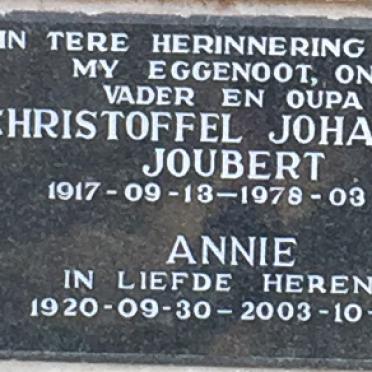 IN TERE HERINNERING
MY EGGENOOT, ON
VADER EN OUPA
CHRISTOFFEL JOHA
JOUBERT
1917-09-13-1978-03
ANNIE
IN LIEFDE HEREN
1920-09-30-2003-10-